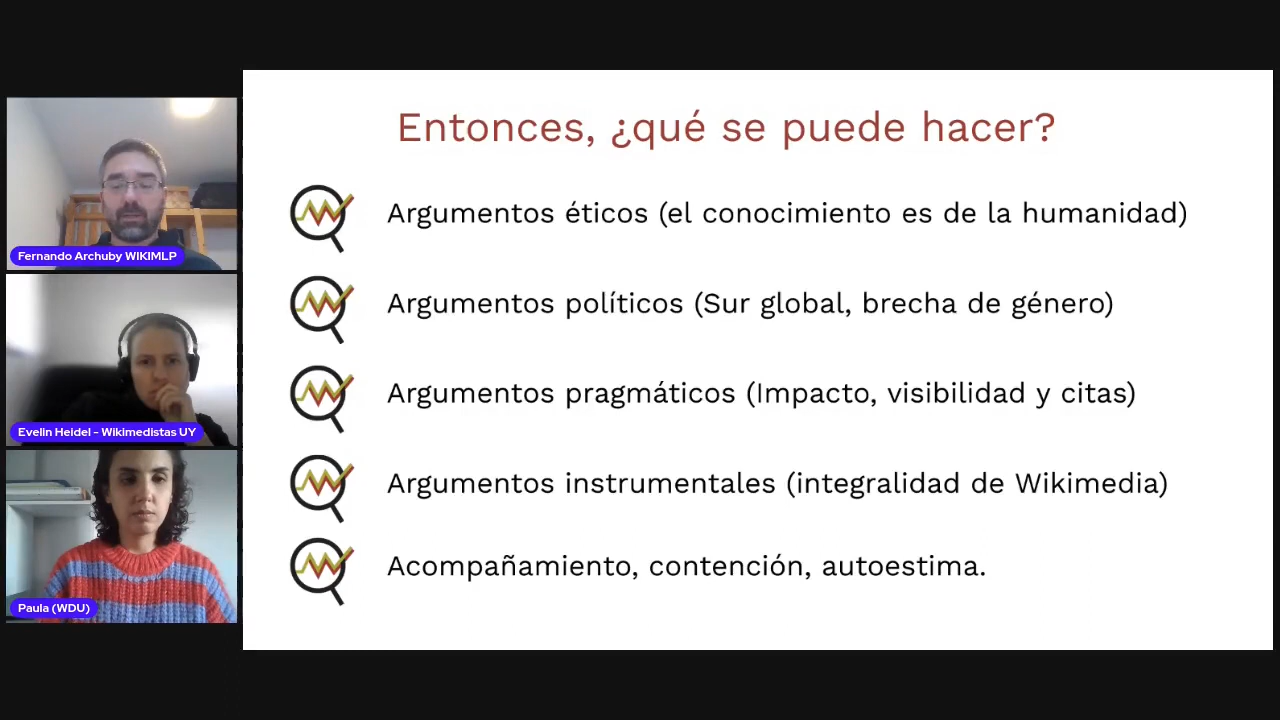 Fernando Archuby WIKIMLP
Evelin Heidel - Wikimedistas UY
Paula (WDU)
Entonces, ¿qué se puede hacer?
Argumentos éticos (el conocimiento es de la humanidad)
Argumentos políticos (Sur global, brecha de género)
Argumentos pragmáticos (Impacto, visibilidad y citas)
Argumentos instrumentales (integralidad de Wikimedia)
Acompañamiento, contención, autoestima.